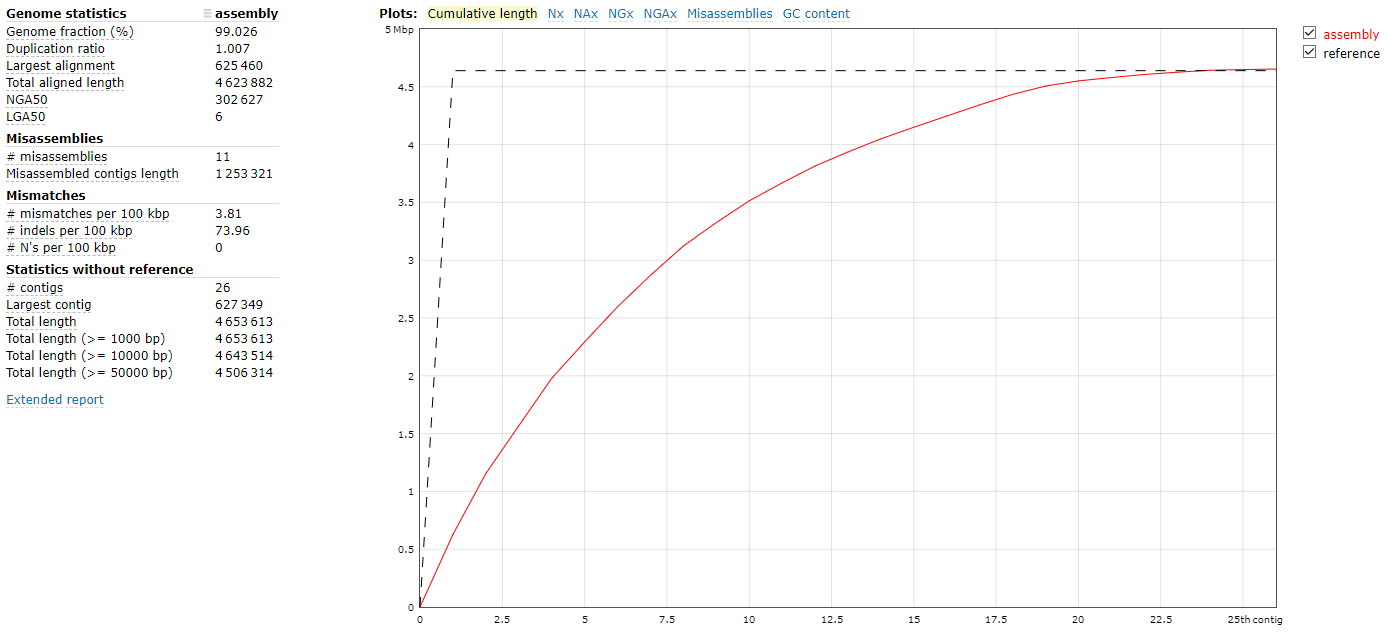 Genome statistics assembly
Genome fraction (%) 99.026
Duplication ratio 1.007
Largest alignment 625 460
Total aligned length 4 623 882
NGA50 302 627
LGA50 6
Misassemblies
# misassemblies 11
Misassembled contigs length 1 253 321
Mismatches
# mismatches per 100 kbp 3.81
# indels per 100 kbp 73.96
# N's per 100 kbp 0
Statistics without reference
# contigs 26
Largest contig 627 349
Total length 4 653 613
Total length (>= 1000 bp) 4 653 613
Total length (>= 10000 bp) 4 643 514
Total length (>= 50000 bp) 4 506 314
Extended report
Plots: Cumulative length Nx NAx NGx NGAx Misassemblies GC content
5 Mbp
4.5
4
3.5
3
2.5
2
1.5
1
0.5
0
0 2.5 5 7.5 10 12.5 15 17.5 20 22.5 25th contig
assembly
reference